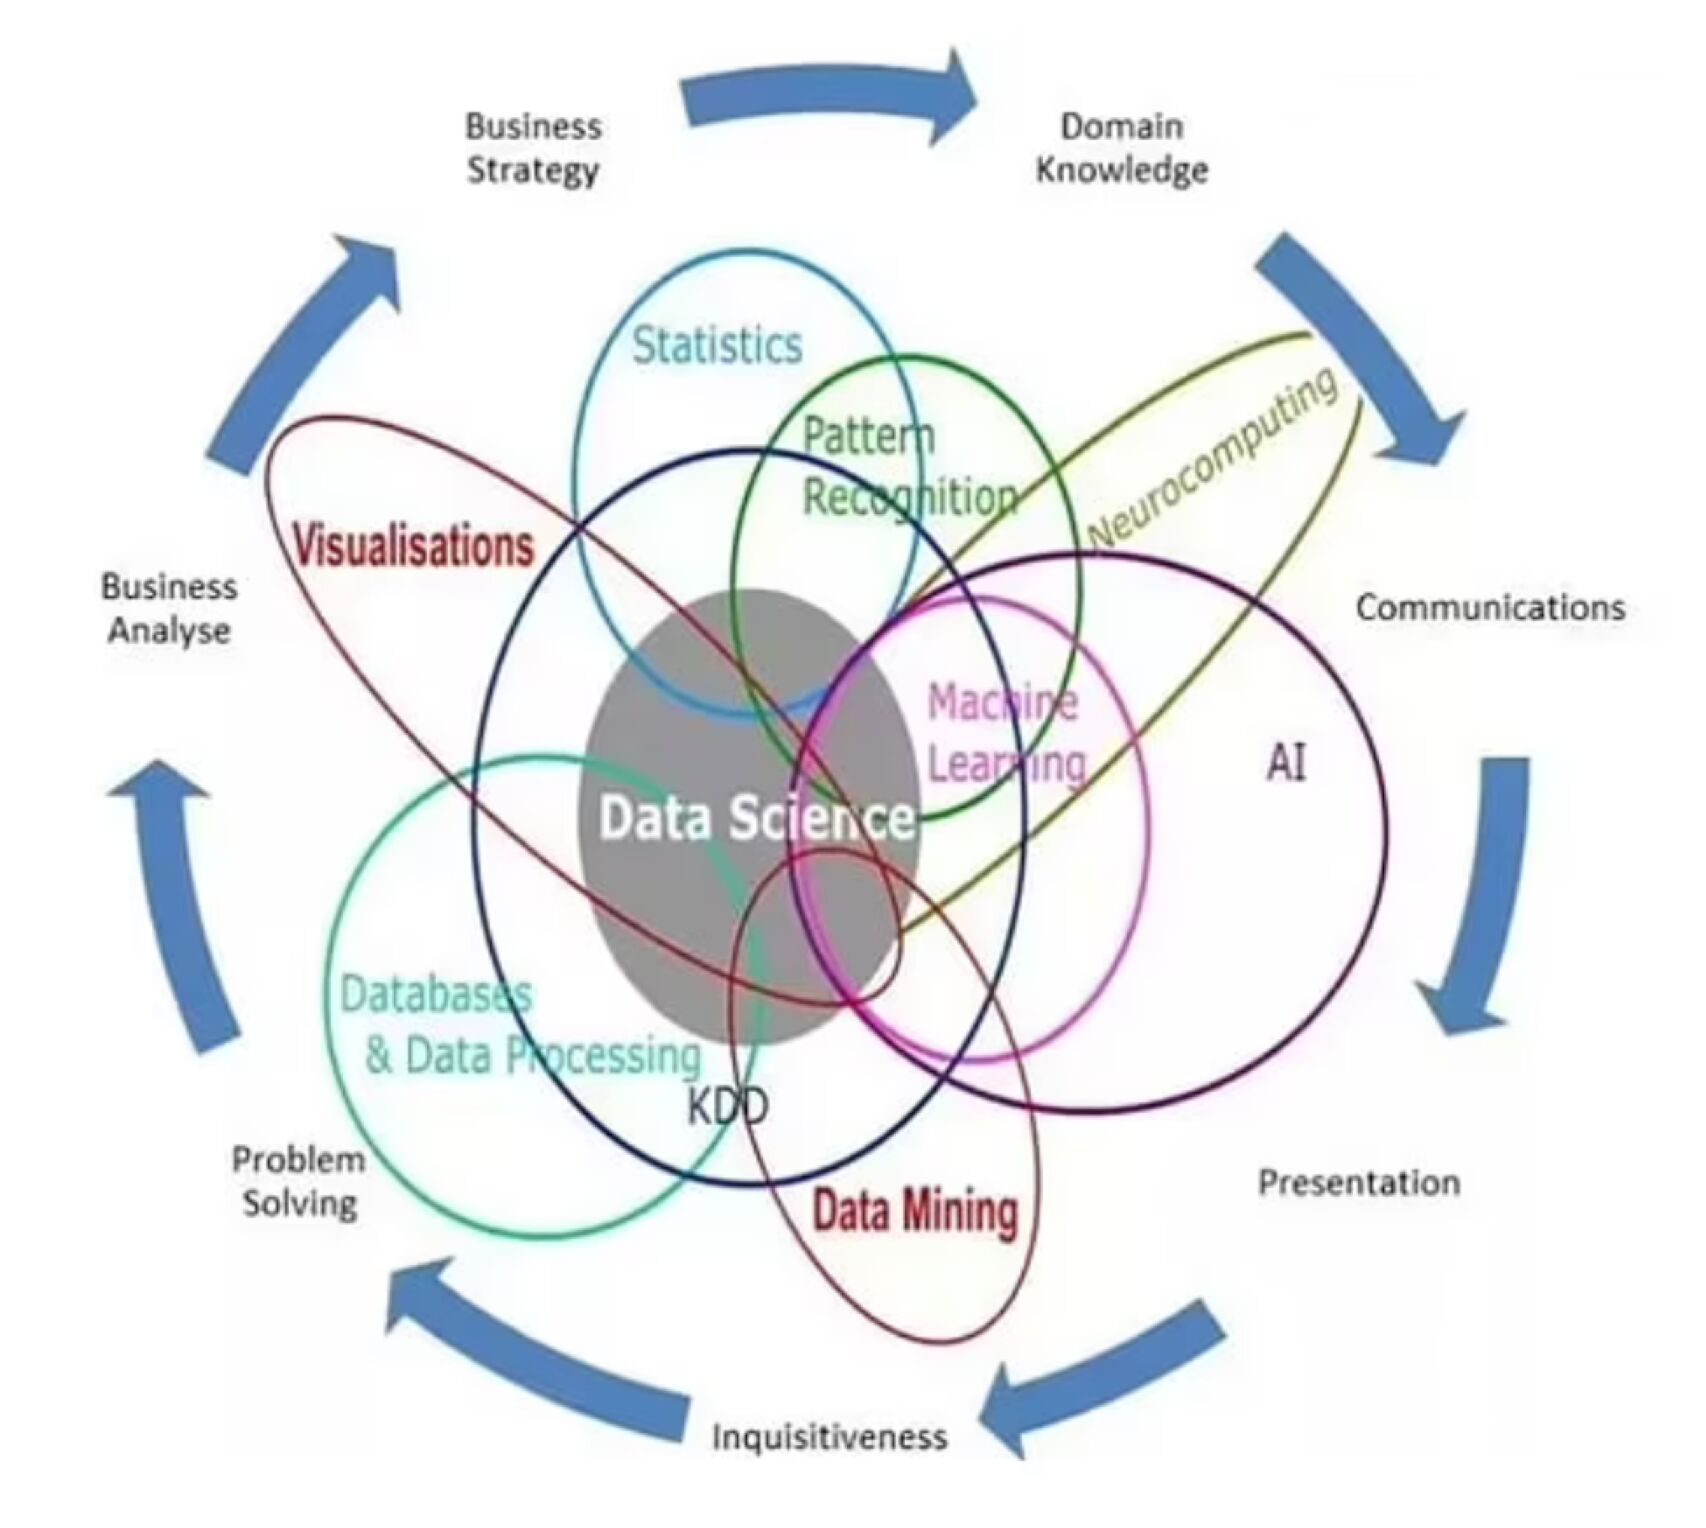 Business
Strategy
Domain
Knowledge
Statistics
Pattern
Recognition
Neurocomputing
Visualisations
Business
Analyse
Communications
Machine
Learning
AI
Data Science
Databases
& Data Processing
KDD
Problem
Solving
Data Mining
Presentation
Inquisitiveness